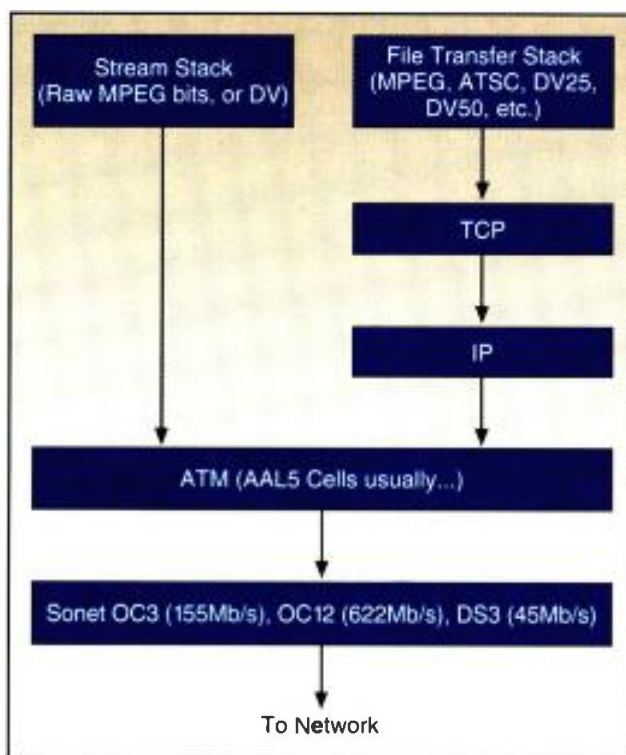 Stream Stack
(Raw MPEG bits, or DV)
File Transfer Stack
(MPEG, ATSC, DV25,
DV50, etc.)
TCP
IP
ATM (AAL5 Cells usually...)
Sonet OC3 (155Mb/s), OC12 (622Mb/s), DS3 (45Mb/s)
To Network